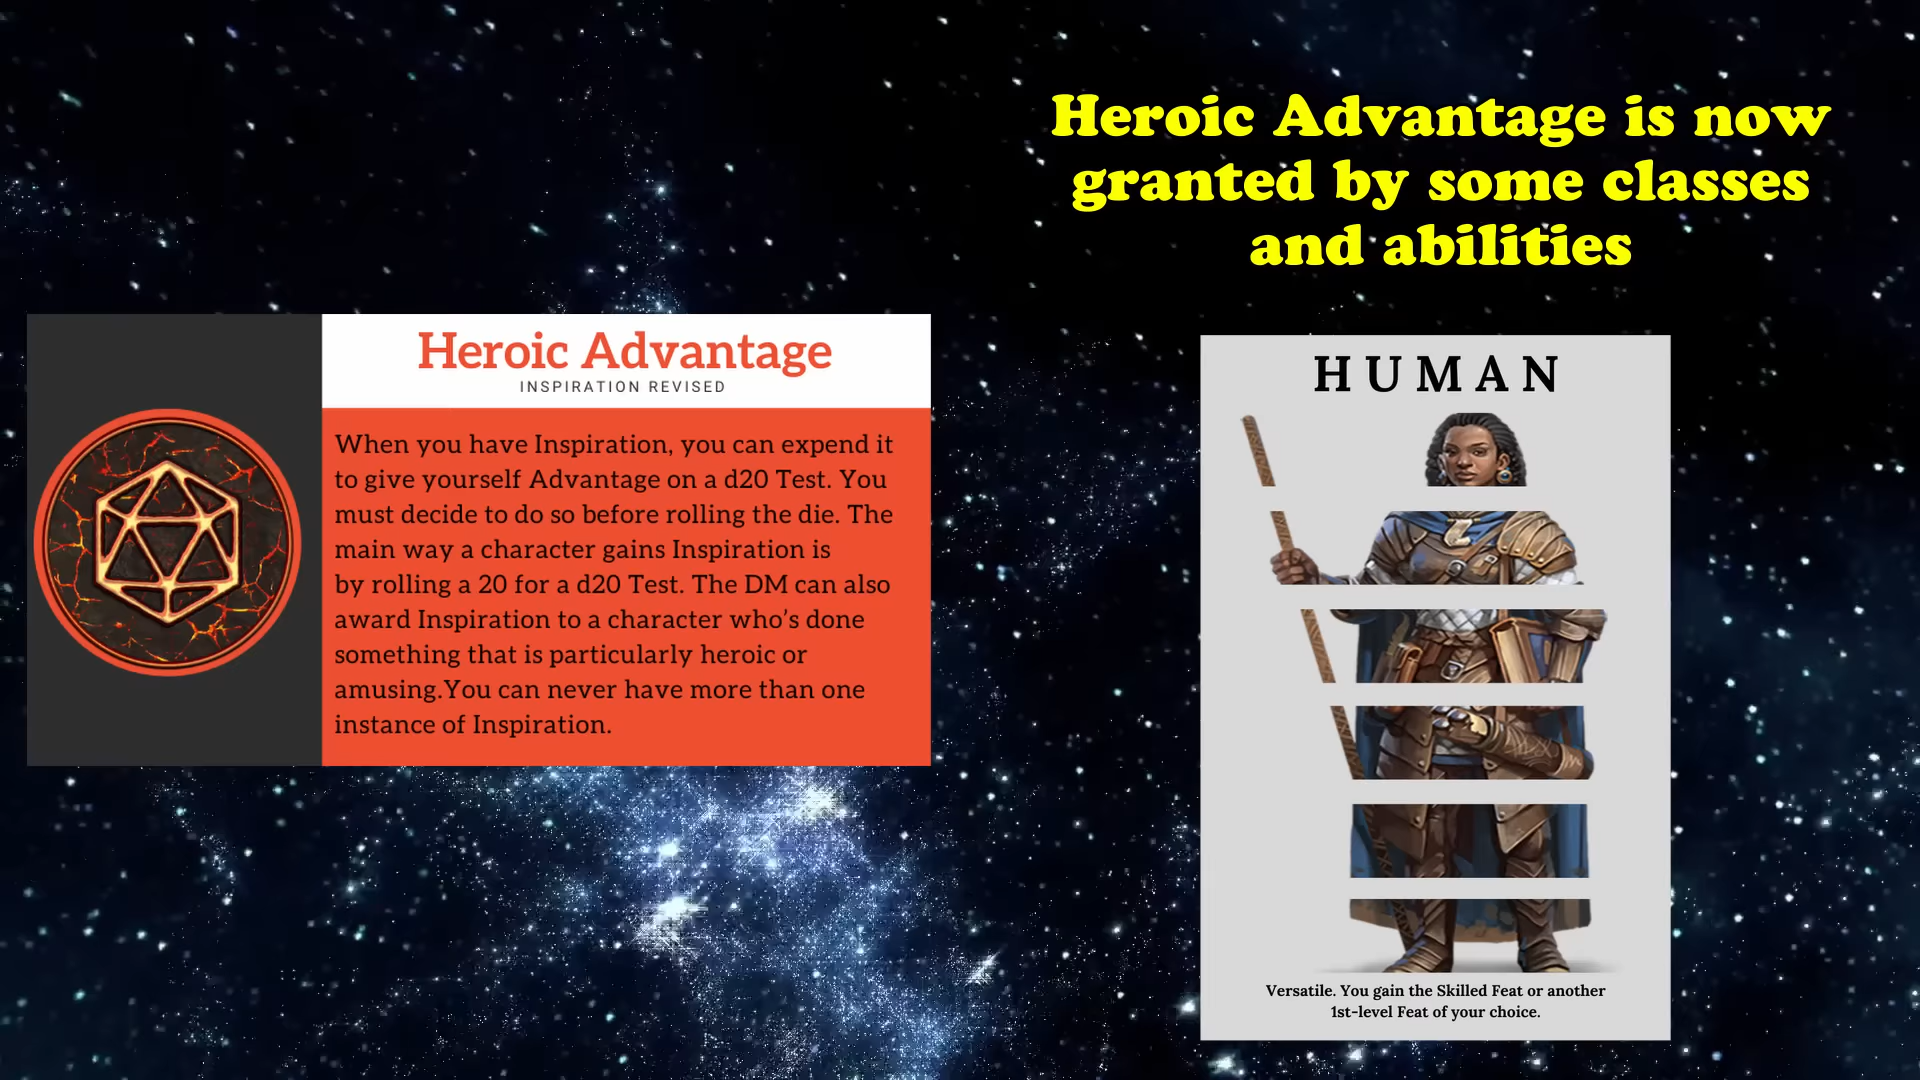 Heroic Advantage is now
granted by some classes
and abilities
Heroic Advantage
INSPIRATION REVISED
When you have Inspiration, you can expend it
to give yourself Advantage on a d20 Test. You
must decide to do so before rolling the die. The
main way a character gains Inspiration is
by rolling a 20 for a d20 Test. The DM can also
award Inspiration to a character who’s done
something that is particularly heroic or
amusing.You can never have more than one
instance of Inspiration.
HUMAN
Versatile. You gain the Skilled Feat or another
1st-level Feat of your choice.